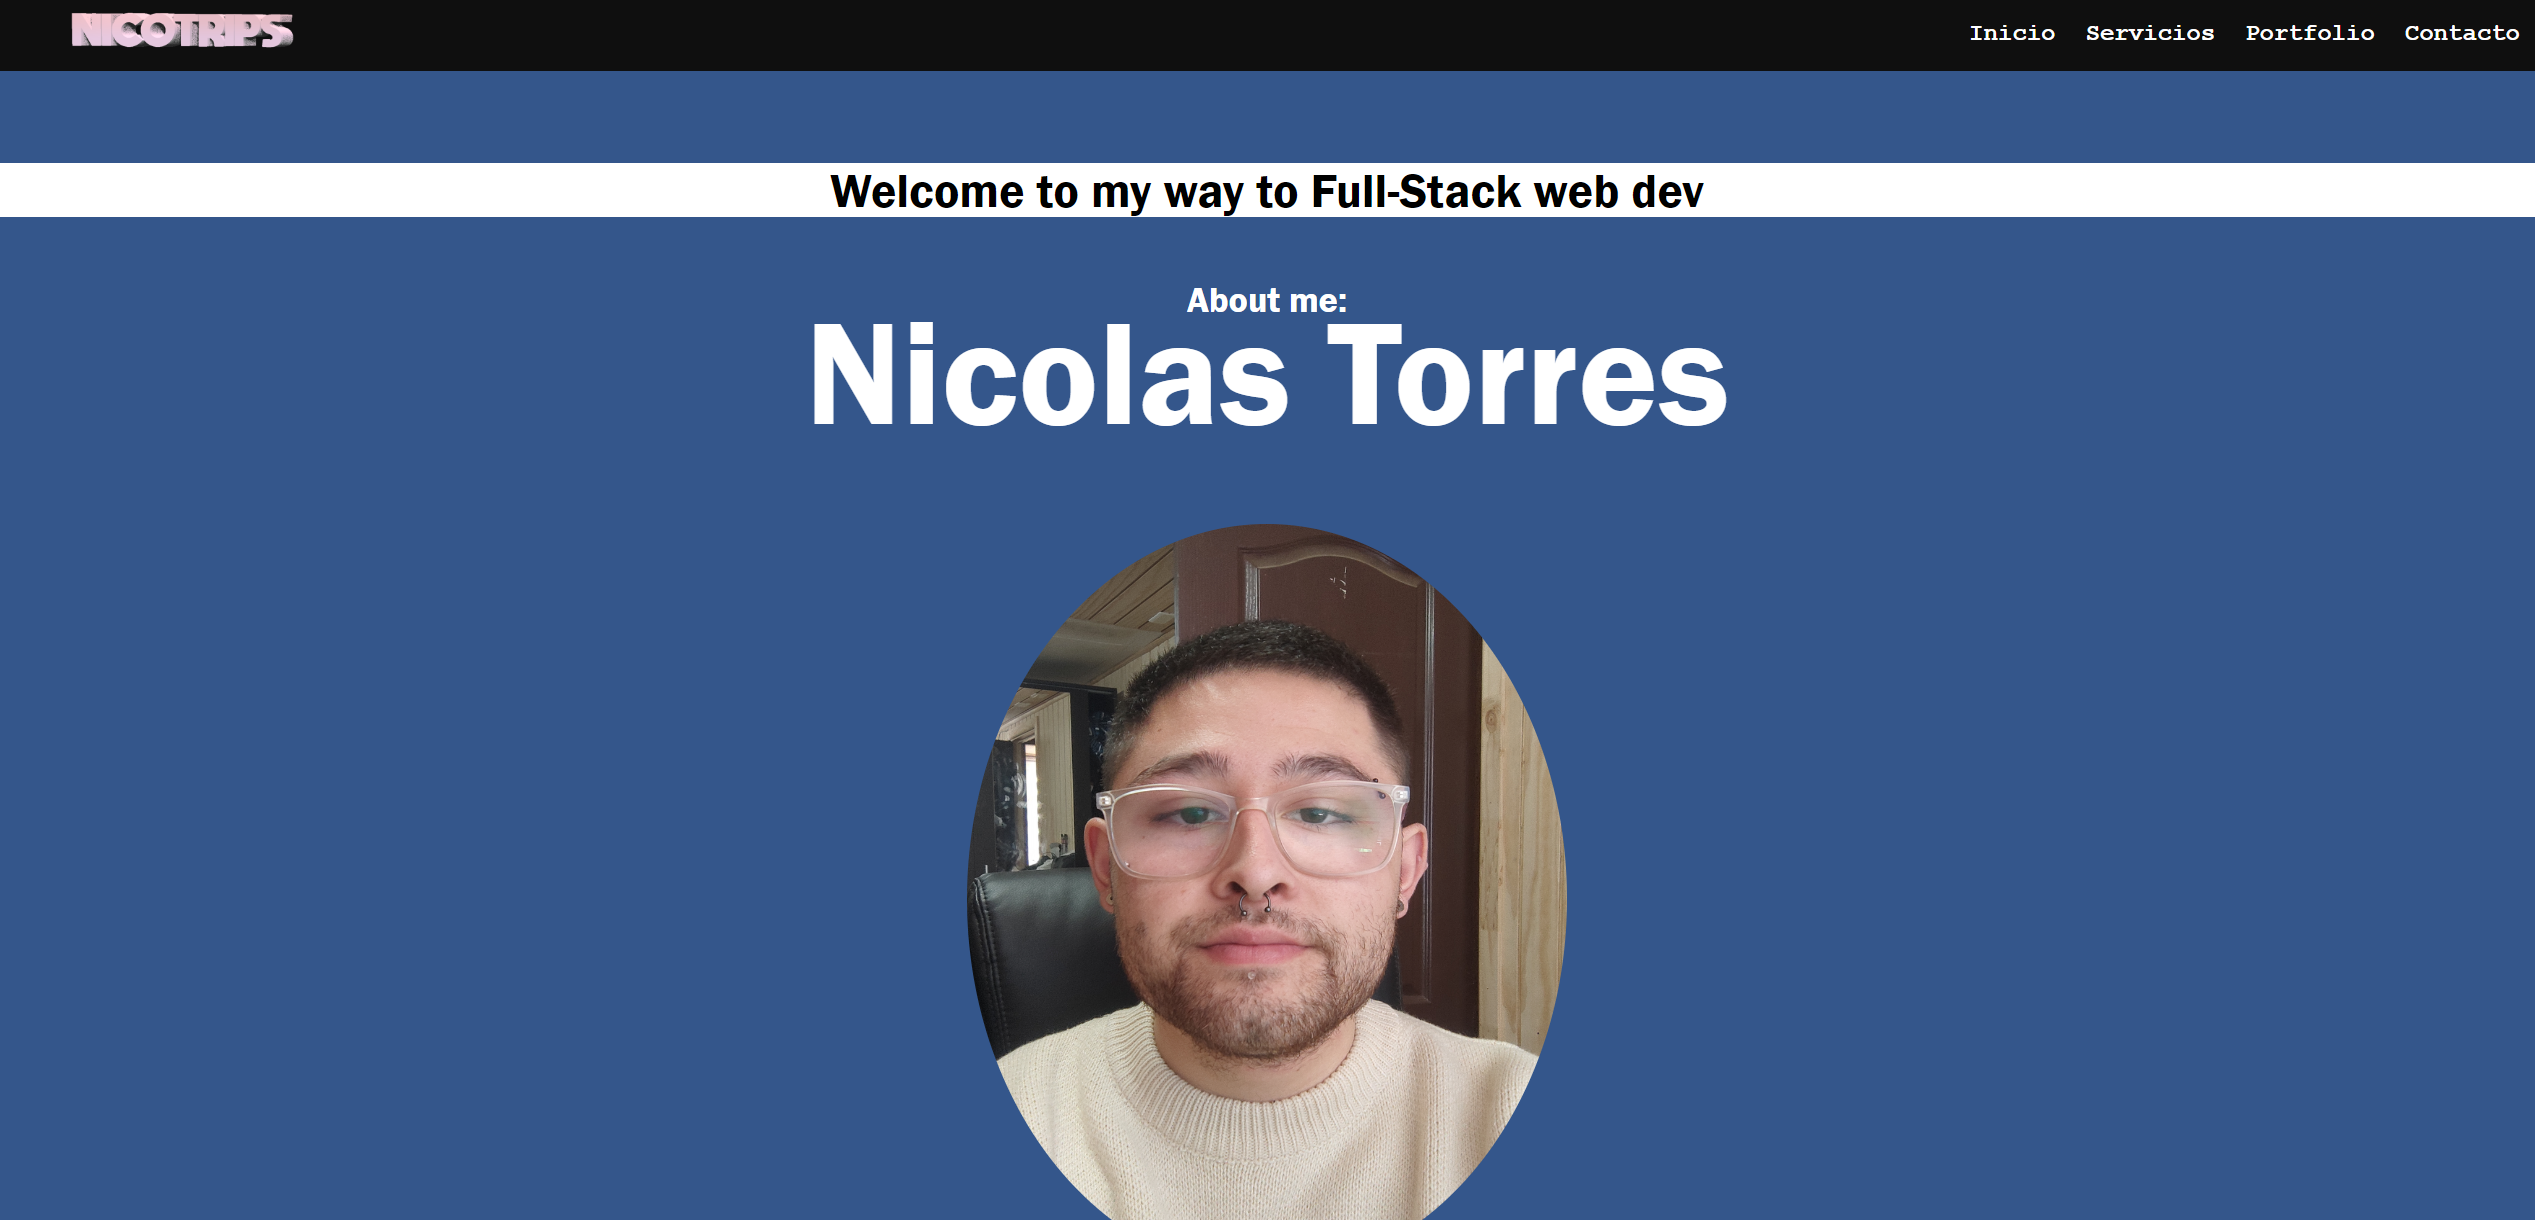 NICOTRIPS
Inicio Servicios Portfolio Contacto
Welcome to my way to Full-Stack web dev
About me:
Nicolas Torres